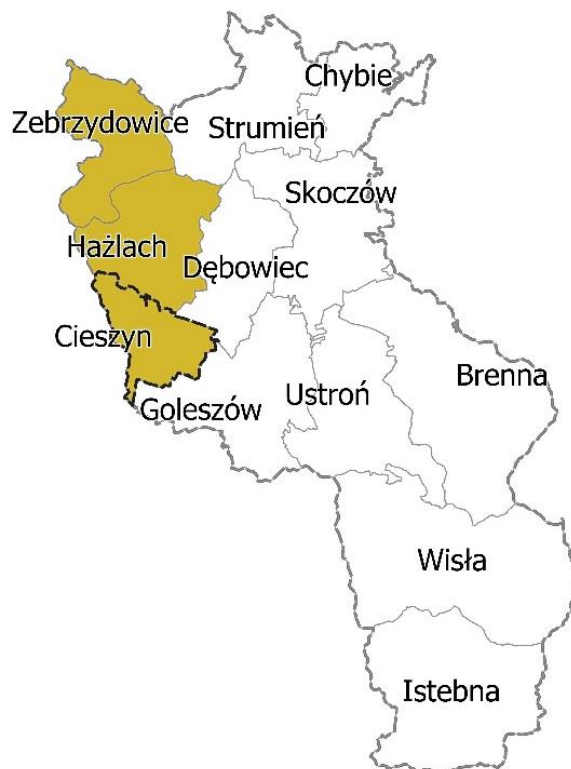 Chybie
Zebrzydowice
Strumień
Skoczów
Hażlach
Dębowiec
Cieszyn
Brenna
Ustroń
Goleszów
Wisła
Istebna